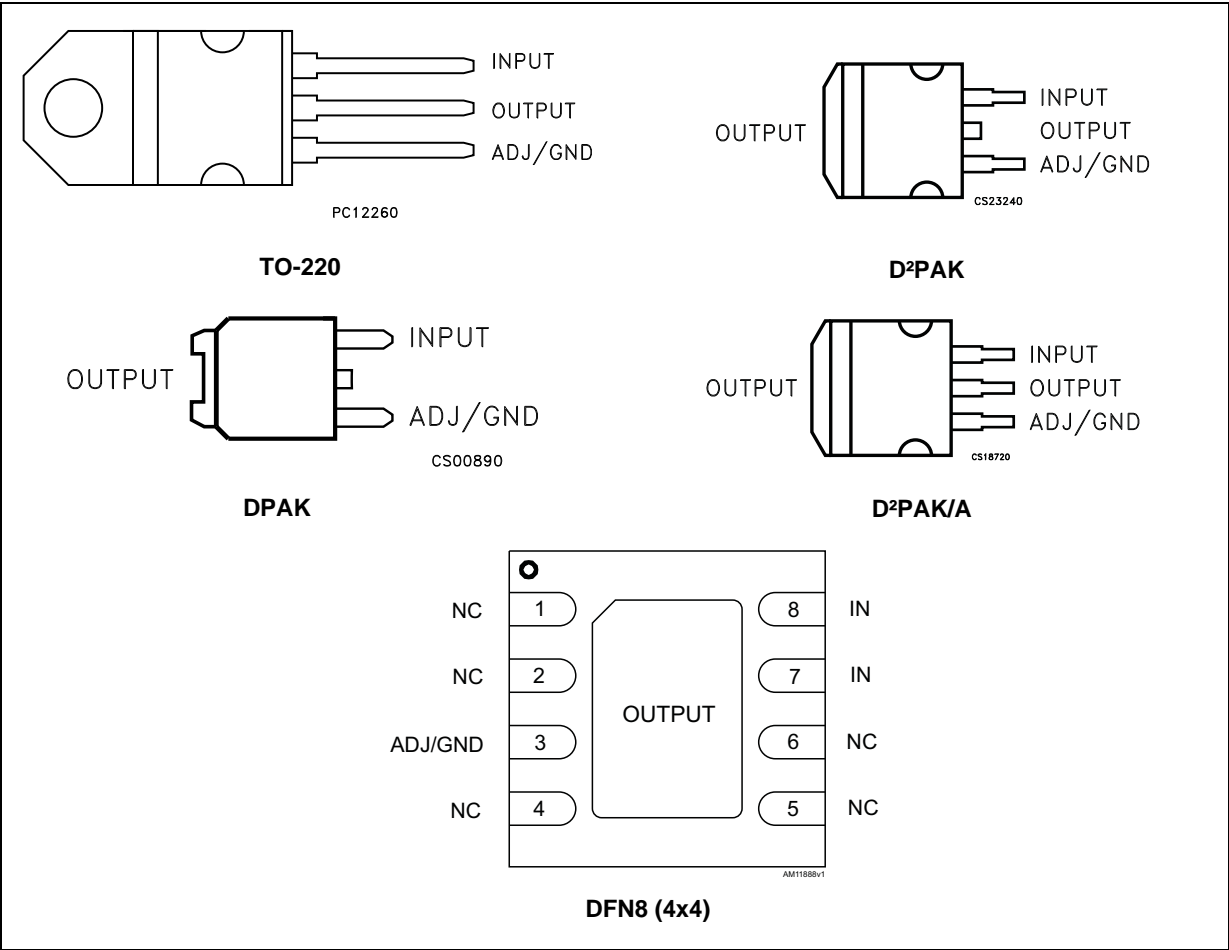 INPUT
OUTPUT
ADJ/GND
PC12260
TO-220
OUTPUT
INPUT
OUTPUT
ADJ/GND
CS23240
D²PAK
OUTPUT
INPUT
ADJ/GND
CS00890
DPAK
OUTPUT
INPUT
OUTPUT
ADJ/GND
CS18720
D²PAK/A
NC 1 8 IN
NC 2 7 IN
OUTPUT
ADJ/GND 3 6 NC
NC 4 5 NC
AM11888v1
DFN8 (4x4)